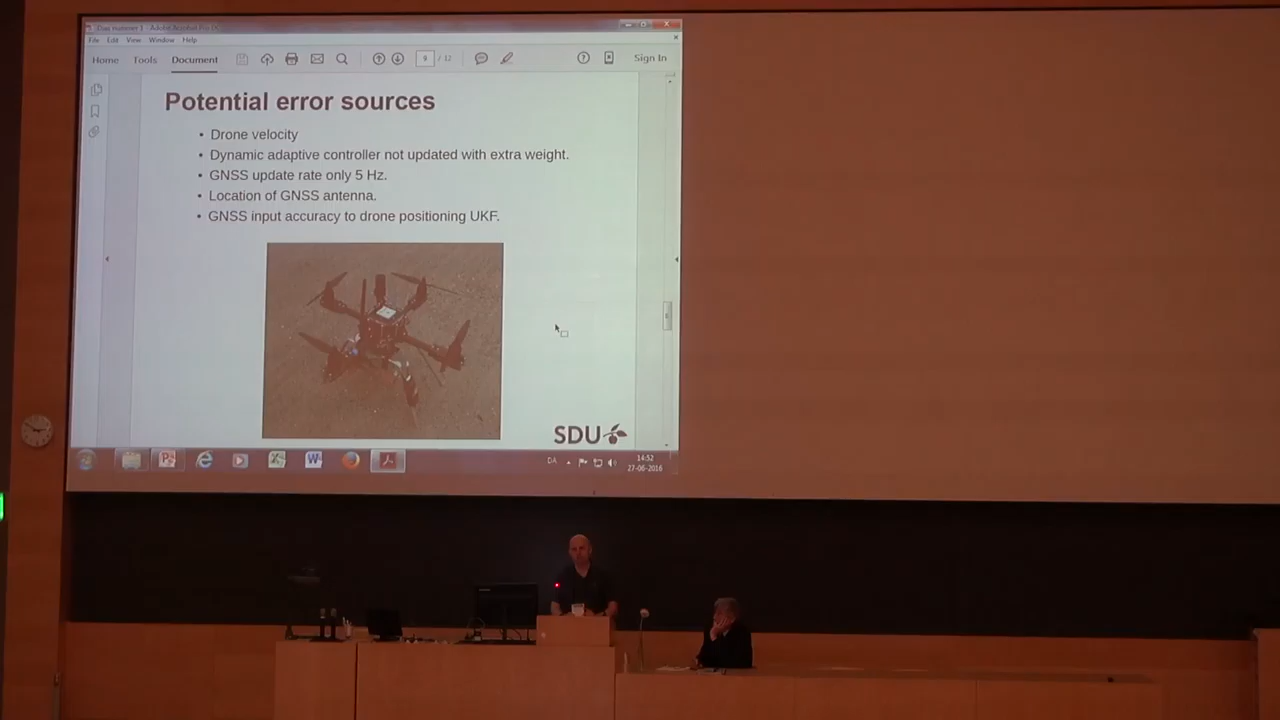 File Edit View Window Help
Home Tools Document 9 / 12 Sign In
Potential error sources
• Drone velocity
• Dynamic adaptive controller not updated with extra weight.
• GNSS update rate only 5 Hz.
• Location of GNSS antenna.
• GNSS input accuracy to drone positioning UKF.
SDU
DA 14:52
27-06-2016